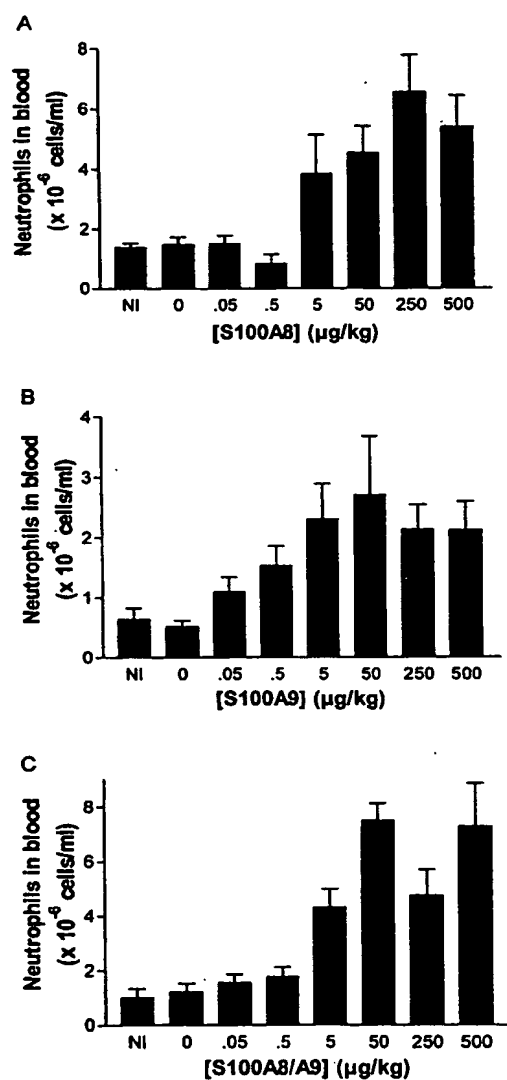 A
Neutrophils in blood
(x 10⁻⁶ cells/ml)
8
6
4
2
0
NI 0 .05 .5 5 50 250 500
[S100A8] (µg/kg)
B
Neutrophils in blood
(x 10⁻⁶ cells/ml)
4
3
2
1
0
NI 0 .05 .5 5 50 250 500
[S100A9] (µg/kg)
C
Neutrophils in blood
(x 10⁻⁶ cells/ml)
8
6
4
2
0
NI 0 .05 .5 5 50 250 500
[S100A8/A9] (µg/kg)